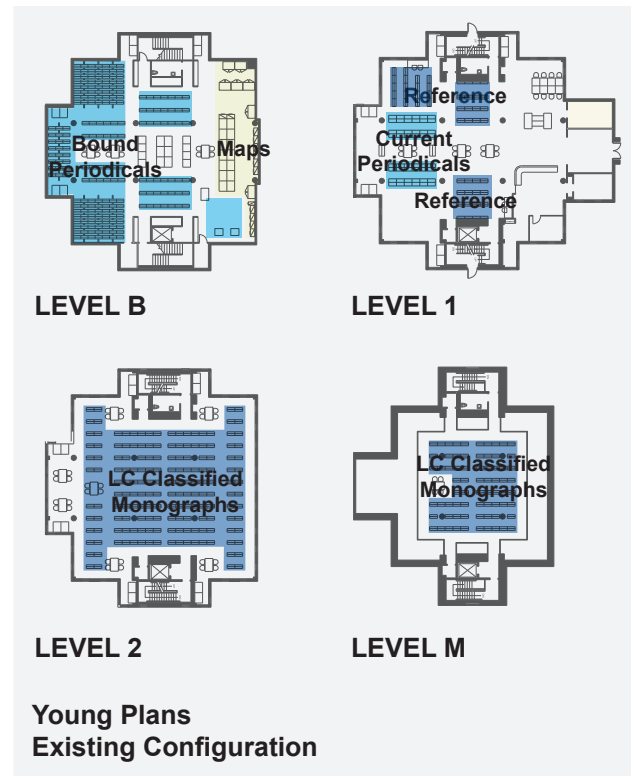 Bound
Periodicals
Maps
Reference
Current
Periodicals
Reference
LEVEL B
LEVEL 1
LC Classified
Monographs
LC Classified
Monographs
LEVEL 2
LEVEL M
Young Plans
Existing Configuration